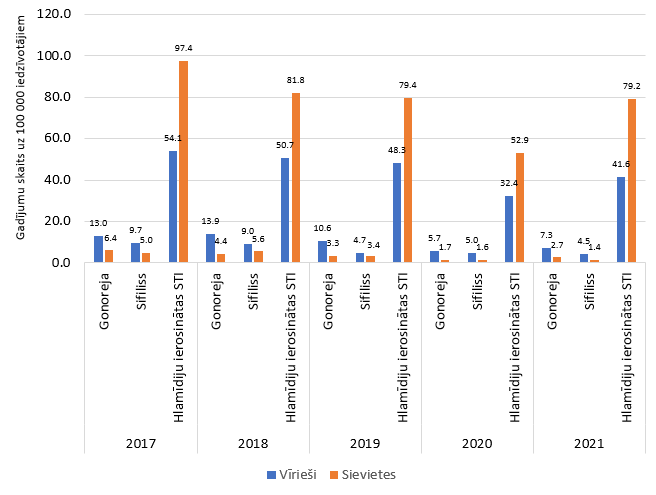 Gadījumu skaits uz 100 000 iedzīvotājiem
120.0
100.0
80.0
60.0
40.0
20.0
0.0
13.0
6.4
9.7
5.0
54.1
97.4
13.9
4.4
9.0
5.6
50.7
81.8
10.6
3.3
4.7
3.4
48.3
79.4
5.7
1.7
5.0
1.6
32.4
52.9
7.3
2.7
4.5
1.4
41.6
79.2
Gonoreja
Sifiliss
Hlamīdiju ierosinātas STI
Gonoreja
Sifiliss
Hlamīdiju ierosinātas STI
Gonoreja
Sifiliss
Hlamīdiju ierosinātas STI
Gonoreja
Sifiliss
Hlamīdiju ierosinātas STI
Gonoreja
Sifiliss
Hlamīdiju ierosinātas STI
2017
2018
2019
2020
2021
Vīrieši
Sievietes